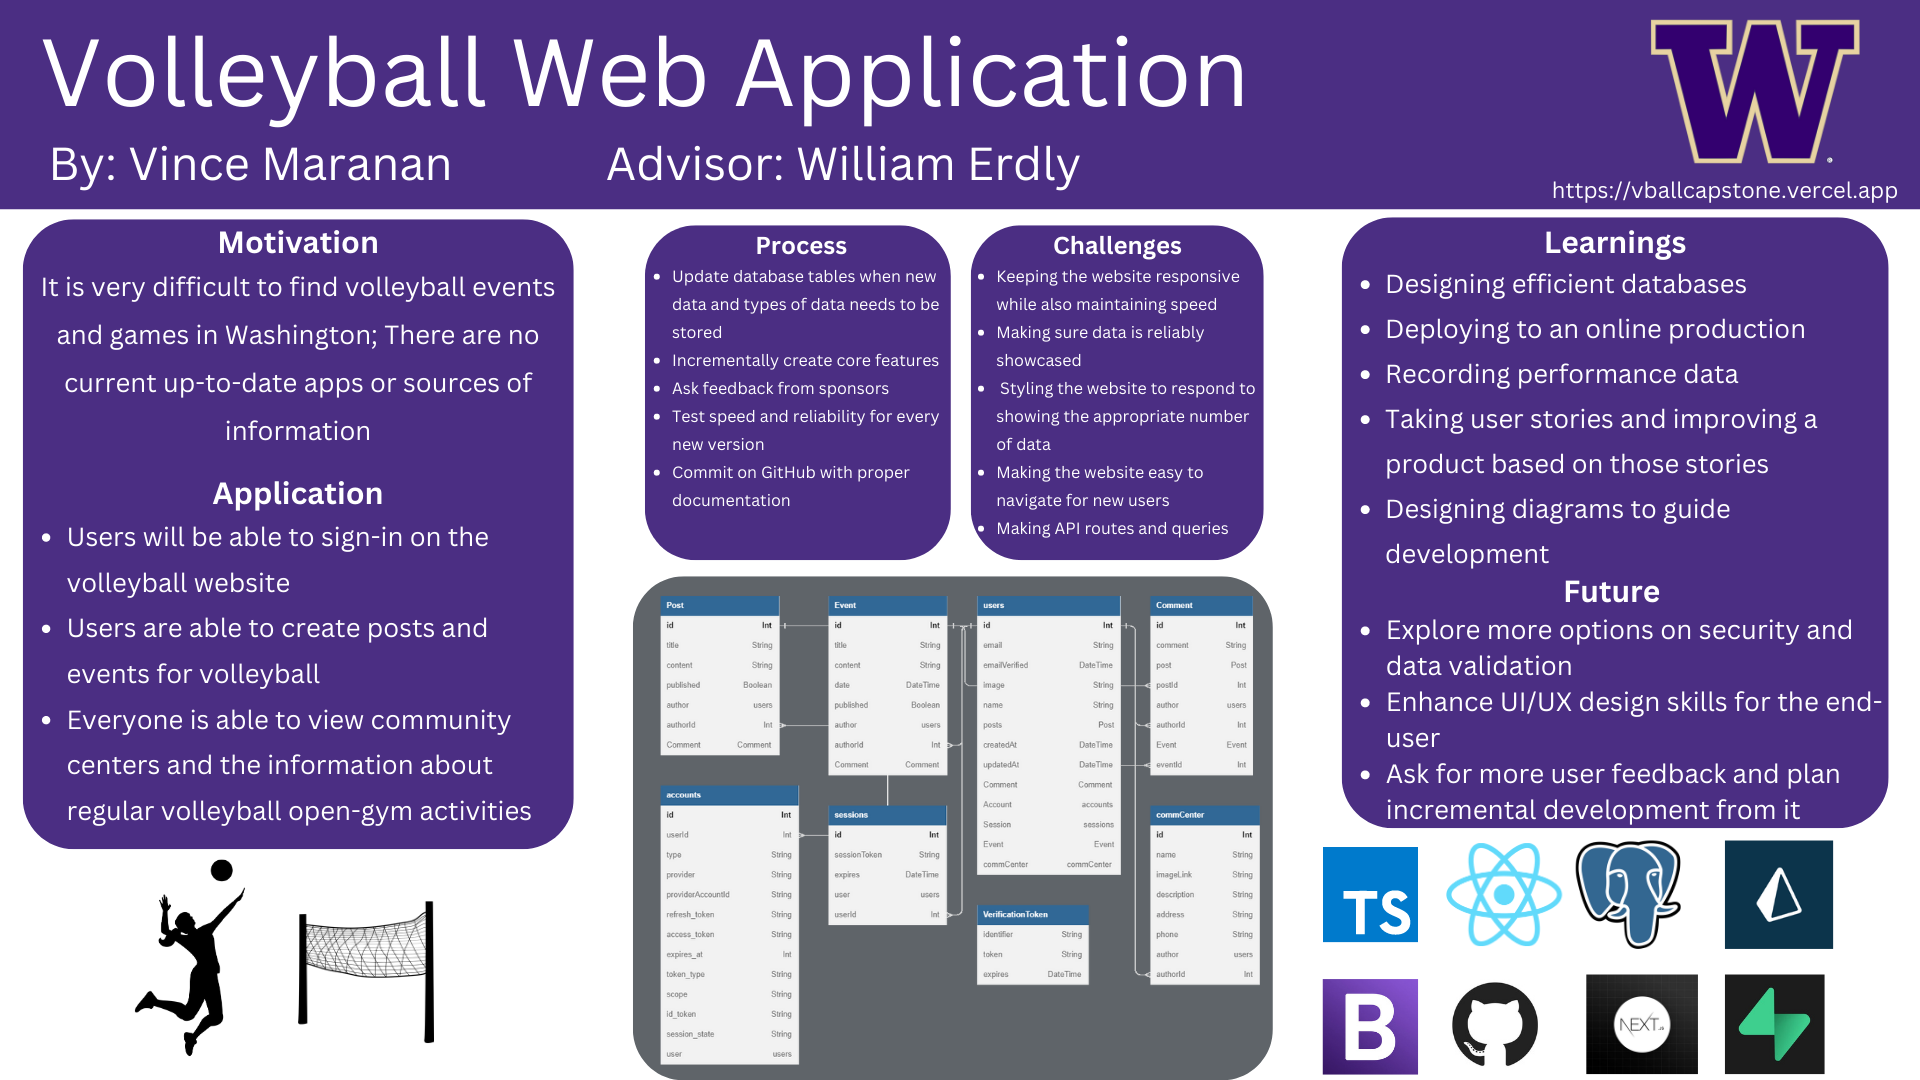 Volleyball Web Application
By: Vince Maranan
Advisor: William Erdly
W
https://vballcapstone.vercel.app
Motivation
It is very difficult to find volleyball events
and games in Washington; There are no
current up-to-date apps or sources of
information
Application
• Users will be able to sign-in on the
volleyball website
• Users are able to create posts and
events for volleyball
• Everyone is able to view community
centers and the information about
regular volleyball open-gym activities
Process
• Update database tables when new
data and types of data needs to be
stored
• Incrementally create core features
• Ask feedback from sponsors
• Test speed and reliability for every
new version
• Commit on GitHub with proper
documentation
Challenges
• Keeping the website responsive
while also maintaining speed
• Making sure data is reliably
showcased
• Styling the website to respond to
showing the appropriate number
of data
• Making the website easy to
navigate for new users
• Making API routes and queries
Post
id Int
title String
content String
published Boolean
author users
authorId Int
Comment Comment
Event
id Int
title String
content String
date DateTime
published Boolean
author users
authorId Int
Comment Comment
users
id Int
email String
emailVerified DateTime
image String
name String
posts Post
createdAt DateTime
updatedAt DateTime
Comment Comment
Account accounts
Session sessions
Event Event
commCenter commCenter
Comment
id Int
comment String
post Post
postId Int
author users
authorId Int
Event Event
eventId Int
accounts
id Int
userId Int
type String
provider String
providerAccountId String
refresh_token String
access_token String
expires_at Int
token_type String
scope String
id_token String
session_state String
user users
sessions
id Int
sessionToken String
expires DateTime
user users
userId Int
VerificationToken
identifier String
token String
expires DateTime
commCenter
id Int
name String
imageLink String
description String
address String
phone String
author users
authorId Int
Learnings
• Designing efficient databases
• Deploying to an online production
• Recording performance data
• Taking user stories and improving a
product based on those stories
• Designing diagrams to guide
development
Future
• Explore more options on security and
data validation
• Enhance UI/UX design skills for the end-
user
• Ask for more user feedback and plan
incremental development from it
TS
B
NEXT.JS